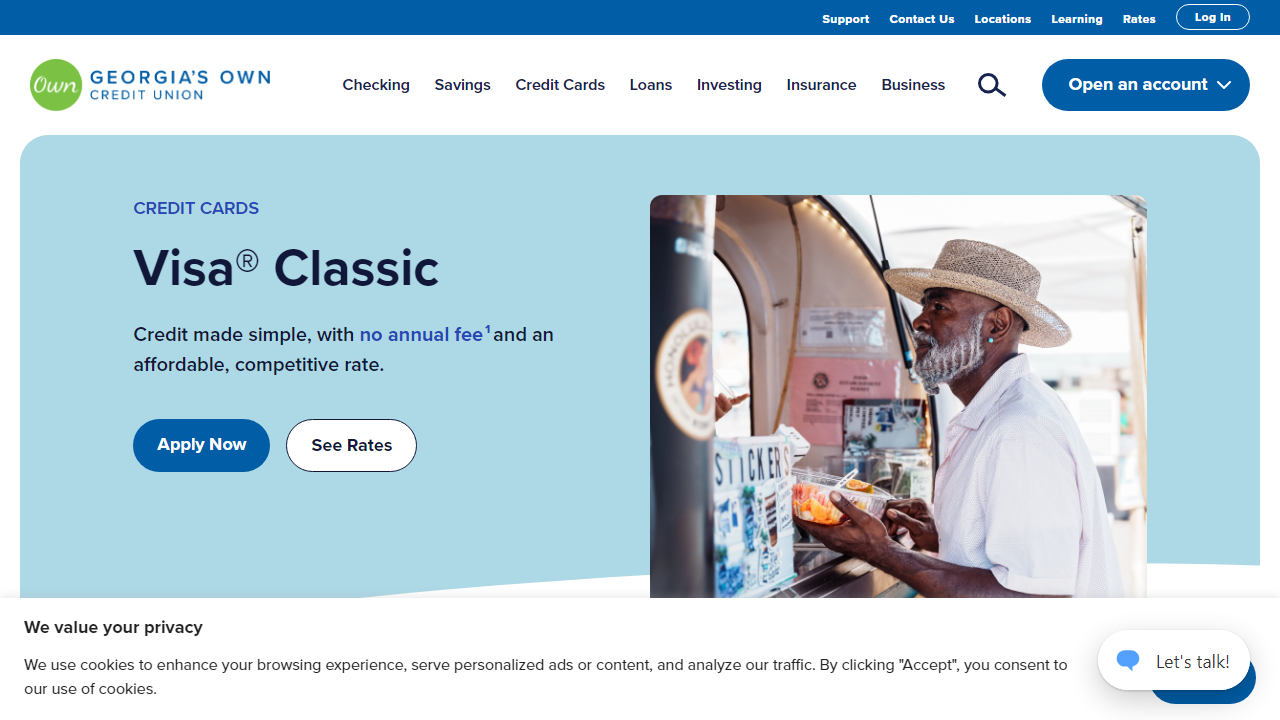 Support Contact Us Locations Learning Rates Log In
Own GEORGIA'S OWN
CREDIT UNION
Checking Savings Credit Cards Loans Investing Insurance Business Open an account
CREDIT CARDS
Visa® Classic
Credit made simple, with no annual fee¹ and an
affordable, competitive rate.
Apply Now See Rates
STICKERS
We value your privacy
We use cookies to enhance your browsing experience, serve personalized ads or content, and analyze our traffic. By clicking "Accept", you consent to
our use of cookies.
Let's talk!